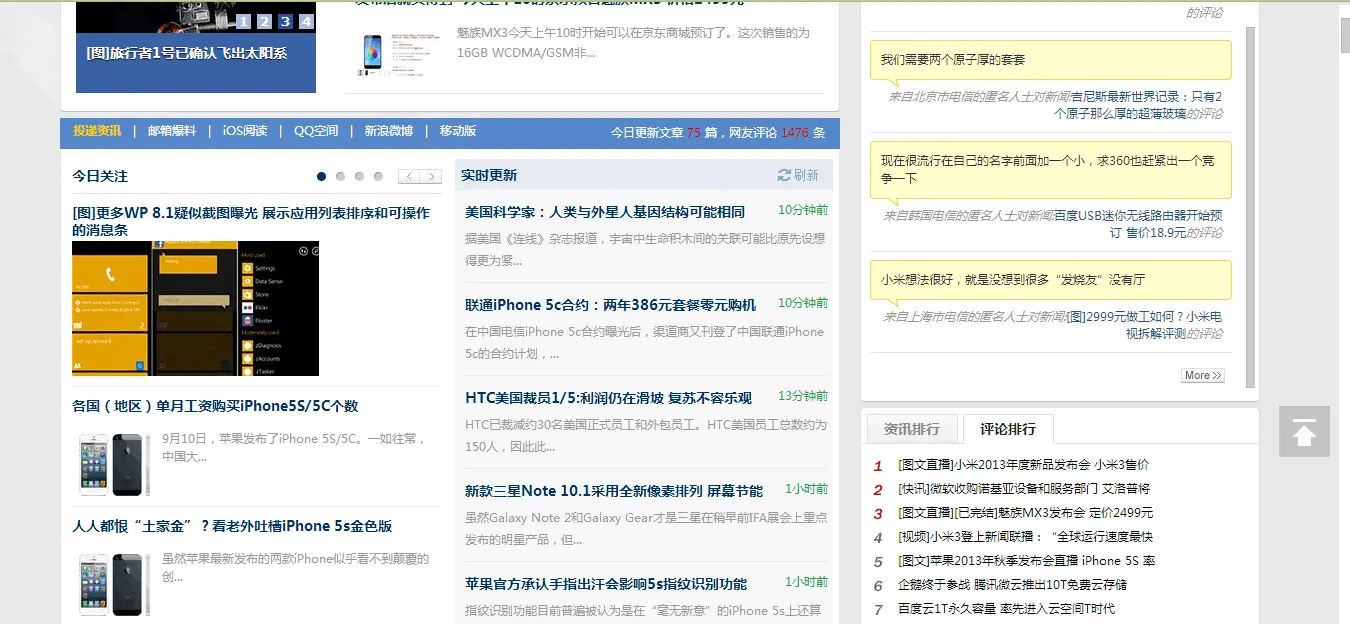 1 2 3 4
[图]旅行者1号已确认飞出太阳系
魅族MX3今天上午10时开始可以在京东商城预订了。这次销售的为
16GB WCDMA/GSM非...
投递资讯 | 邮箱爆料 | iOS阅读 | QQ空间 | 新浪微博 | 移动版
今日更新文章 75 篇，网友评论 1476 条
今日关注
[图]更多WP 8.1疑似截图曝光 展示应用列表排序和可操作
的消息条
Most used
Settings
Data Sense
Store
Flickr
Fluster
Moderately used
zDiagnosis
zAccounts
zTasker
各国（地区）单月工资购买iPhone5S/5C个数
9月10日，苹果发布了iPhone 5S/5C。一如往常，
中国大...
人人都恨“土家金”？看老外吐槽iPhone 5s金色版
虽然苹果最新发布的两款iPhone似乎看不到颠覆的
创...
实时更新
刷新
美国科学家：人类与外星人基因结构可能相同
10分钟前
据美国《连线》杂志报道，宇宙中生命积木间的关联可能比原先设想
得更为紧...
联通iPhone 5c合约：两年386元套餐零元购机
10分钟前
在中国电信iPhone 5c合约曝光后，渠道商又刊登了中国联通iPhone
5c的合约计划，...
HTC美国裁员1/5:利润仍在滑坡 复苏不容乐观
13分钟前
HTC已裁减约30名美国正式员工和外包员工。HTC美国员工总数约为
150人，因此此...
新款三星Note 10.1采用全新像素排列 屏幕节能
1小时前
虽然Galaxy Note 2和Galaxy Gear才是三星在稍早前IFA展会上重点
发布的明星产品，但...
苹果官方承认手指出汗会影响5s指纹识别功能
1小时前
指纹识别功能目前普遍被认为是在“毫无新意”的iPhone 5s上还算
的评论
我们需要两个原子厚的套套
来自北京市电信的匿名人士对新闻:吉尼斯最新世界记录：只有2
个原子那么厚的超薄玻璃的评论
现在很流行在自己的名字前面加一个小，求360也赶紧出一个竞
争一下
来自韩国电信的匿名人士对新闻:百度USB迷你无线路由器开始预
订 售价18.9元的评论
小米想法很好，就是没想到很多“发烧友”没有厅
来自上海市电信的匿名人士对新闻:[图]2999元做工如何？小米电
视拆解评测的评论
More >>
资讯排行
评论排行
1 [图文直播]小米2013年度新品发布会 小米3售价
2 [快讯]微软收购诺基亚设备和服务部门 艾洛普将
3 [图文直播][已完结]魅族MX3发布会 定价2499元
4 [视频]小米3登上新闻联播：“全球运行速度最快
5 [图文]苹果2013年秋季发布会直播 iPhone 5S 率
6 企鹅终于参战 腾讯微云推出10T免费云存储
7 百度云1T永久容量 率先进入云空间T时代